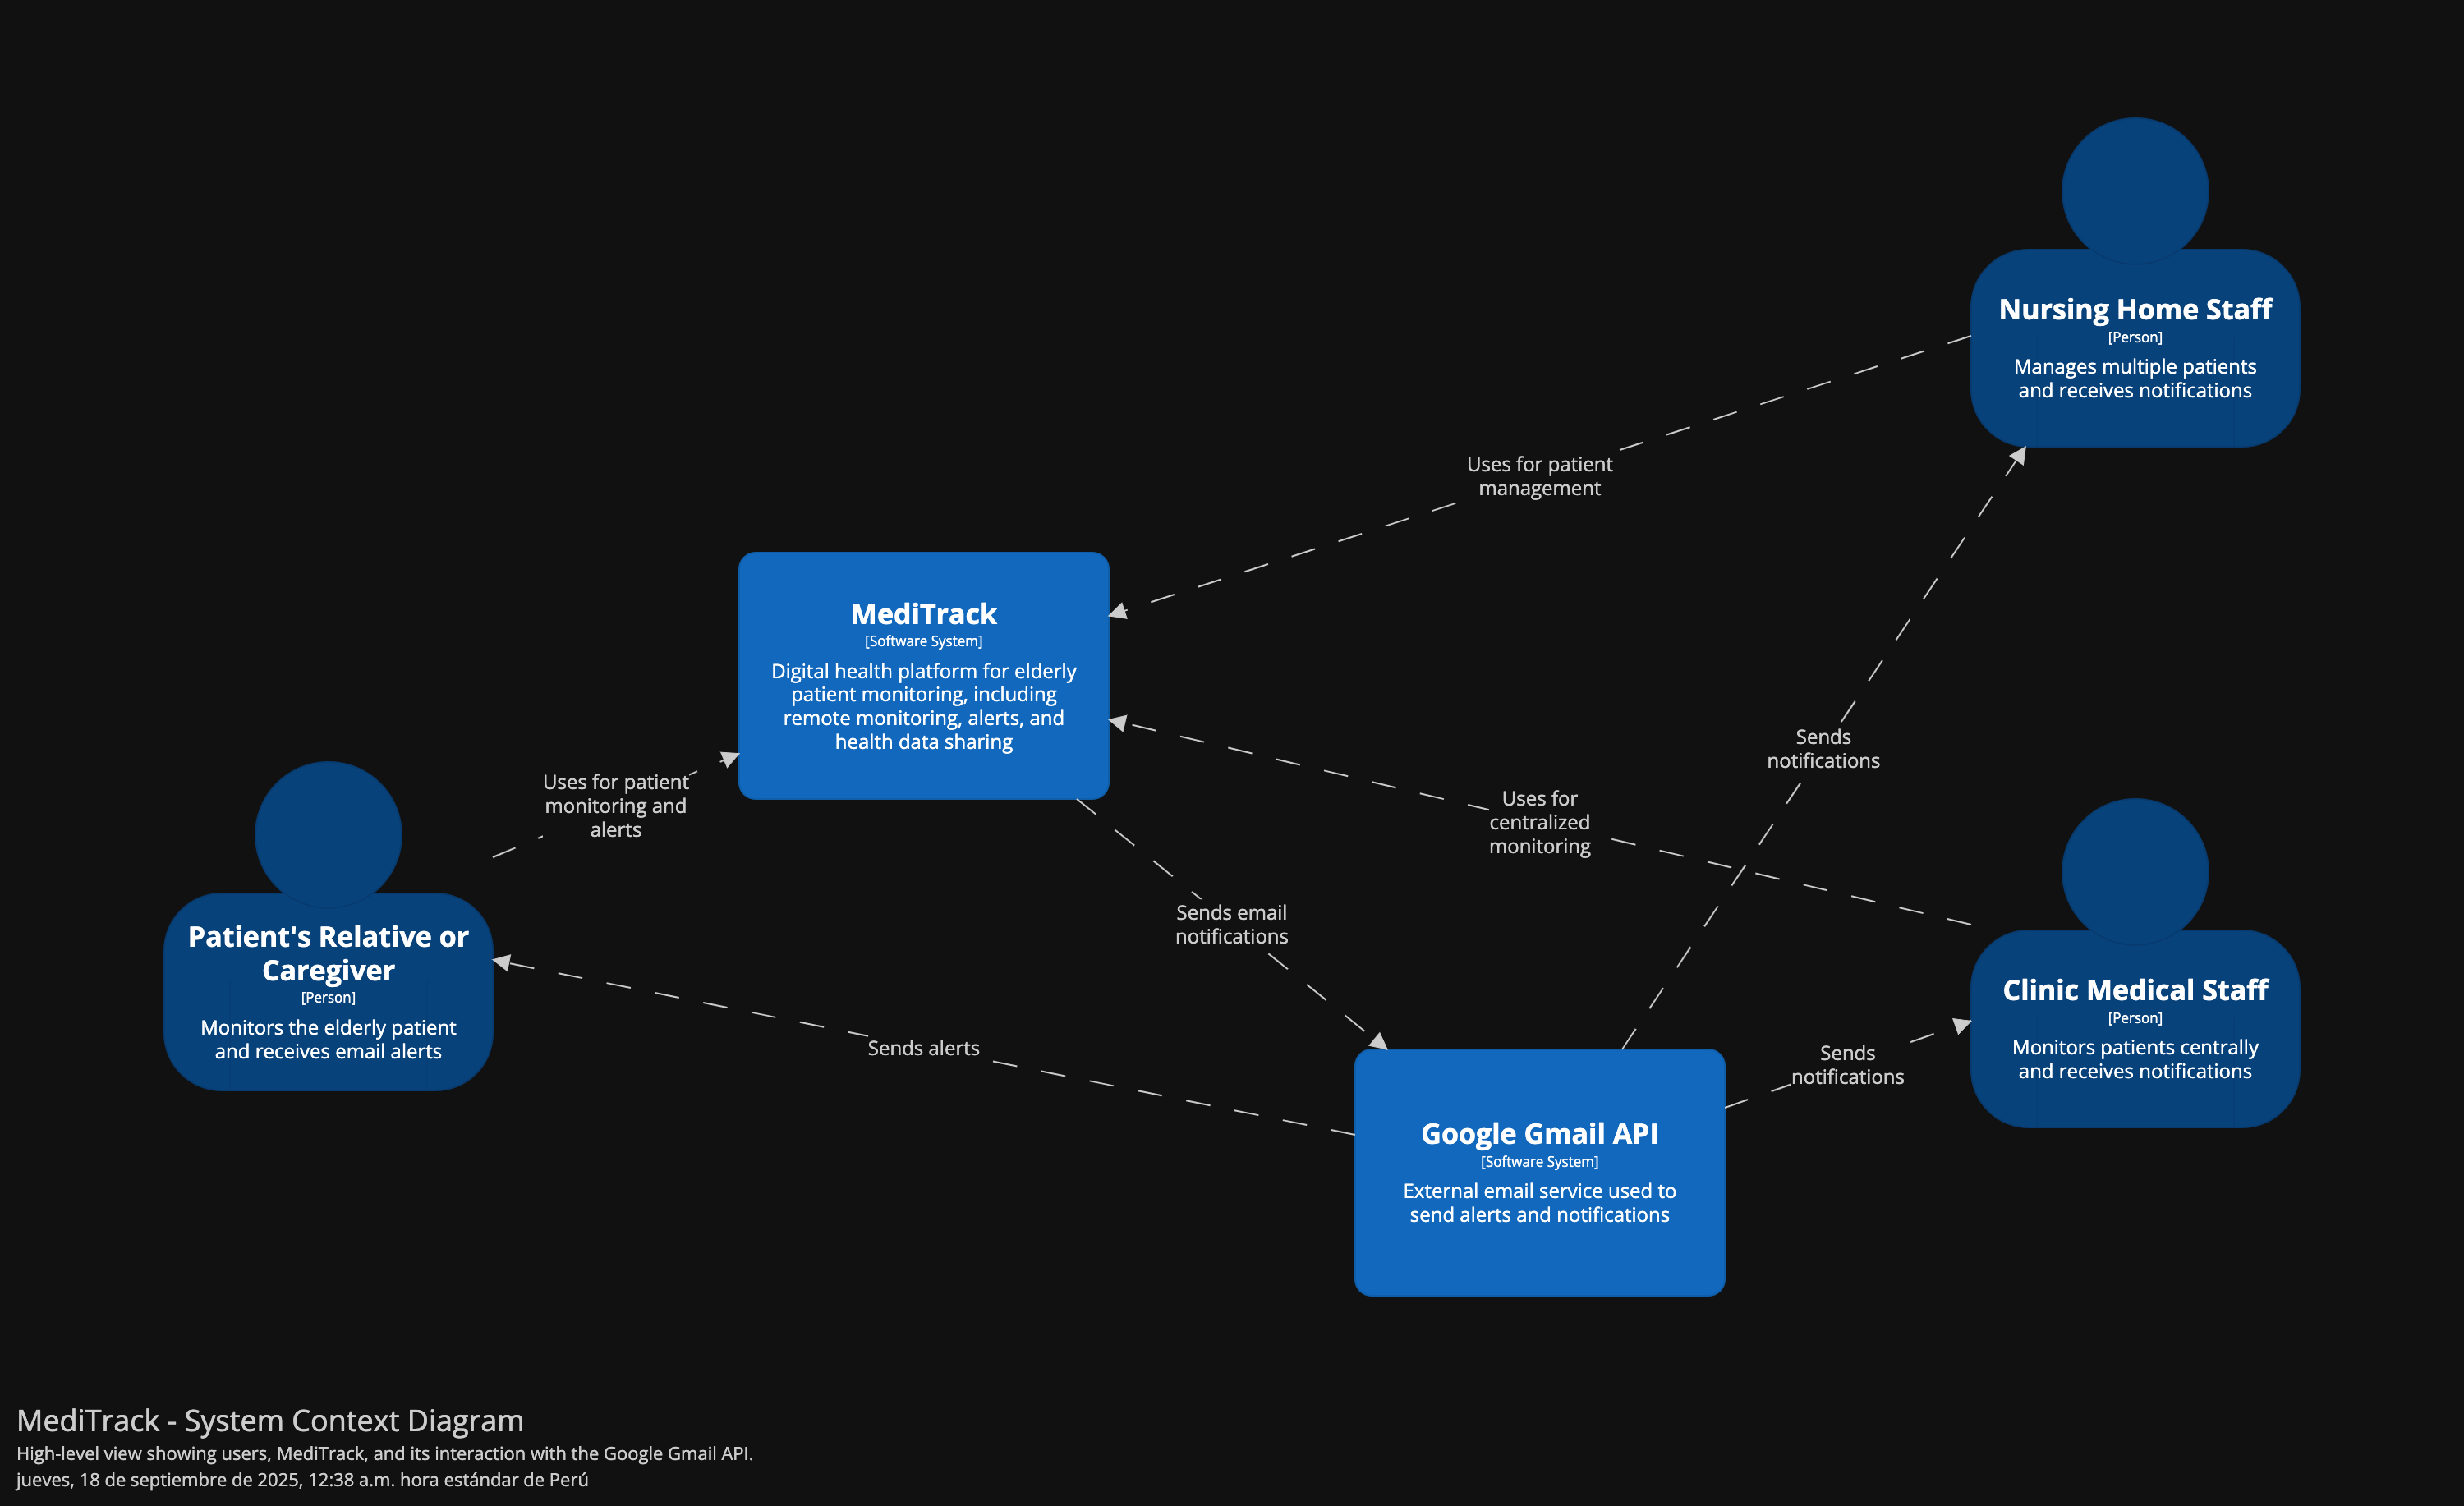 Nursing Home Staff
[Person]
Manages multiple patients
and receives notifications
Uses for patient
management
MediTrack
[Software System]
Digital health platform for elderly
patient monitoring, including
remote monitoring, alerts, and
health data sharing
Sends
notifications
Uses for patient
monitoring and
alerts
Uses for
centralized
monitoring
Sends email
notifications
Patient's Relative or
Caregiver
[Person]
Monitors the elderly patient
and receives email alerts
Clinic Medical Staff
[Person]
Monitors patients centrally
and receives notifications
Sends alerts
Sends
notifications
Google Gmail API
[Software System]
External email service used to
send alerts and notifications
MediTrack - System Context Diagram
High-level view showing users, MediTrack, and its interaction with the Google Gmail API.
jueves, 18 de septiembre de 2025, 12:38 a.m. hora estándar de Perú